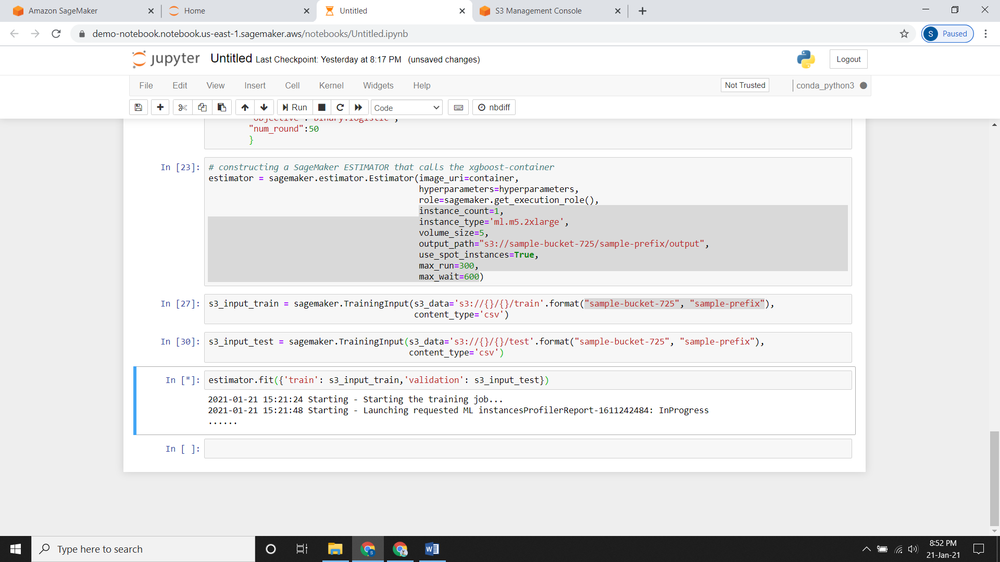 Amazon SageMaker
Home
Untitled
S3 Management Console
demo-notebook.notebook.us-east-1.sagemaker.aws/notebooks/Untitled.ipynb
S Paused
jupyter Untitled Last Checkpoint: Yesterday at 8:17 PM (unsaved changes)
Logout
File Edit View Insert Cell Kernel Widgets Help
Not Trusted
conda_python3
Run
Code
nbdiff
"objective":"binary:logistic",
"num_round":50
}
In [23]: # constructing a SageMaker ESTIMATOR that calls the xgboost-container
estimator = sagemaker.estimator.Estimator(image_uri=container,
hyperparameters=hyperparameters,
role=sagemaker.get_execution_role(),
instance_count=1,
instance_type='ml.m5.2xlarge',
volume_size=5,
output_path="s3://sample-bucket-725/sample-prefix/output",
use_spot_instances=True,
max_run=300,
max_wait=600)
In [27]: s3_input_train = sagemaker.TrainingInput(s3_data='s3://{}/{}/train'.format("sample-bucket-725", "sample-prefix"),
content_type='csv')
In [30]: s3_input_test = sagemaker.TrainingInput(s3_data='s3://{}/{}/test'.format("sample-bucket-725", "sample-prefix"),
content_type='csv')
In [*]: estimator.fit({'train': s3_input_train,'validation': s3_input_test})
2021-01-21 15:21:24 Starting - Starting the training job...
2021-01-21 15:21:48 Starting - Launching requested ML instancesProfilerReport-1611242484: InProgress
......
In [ ]:
Type here to search
8:52 PM
21-Jan-21